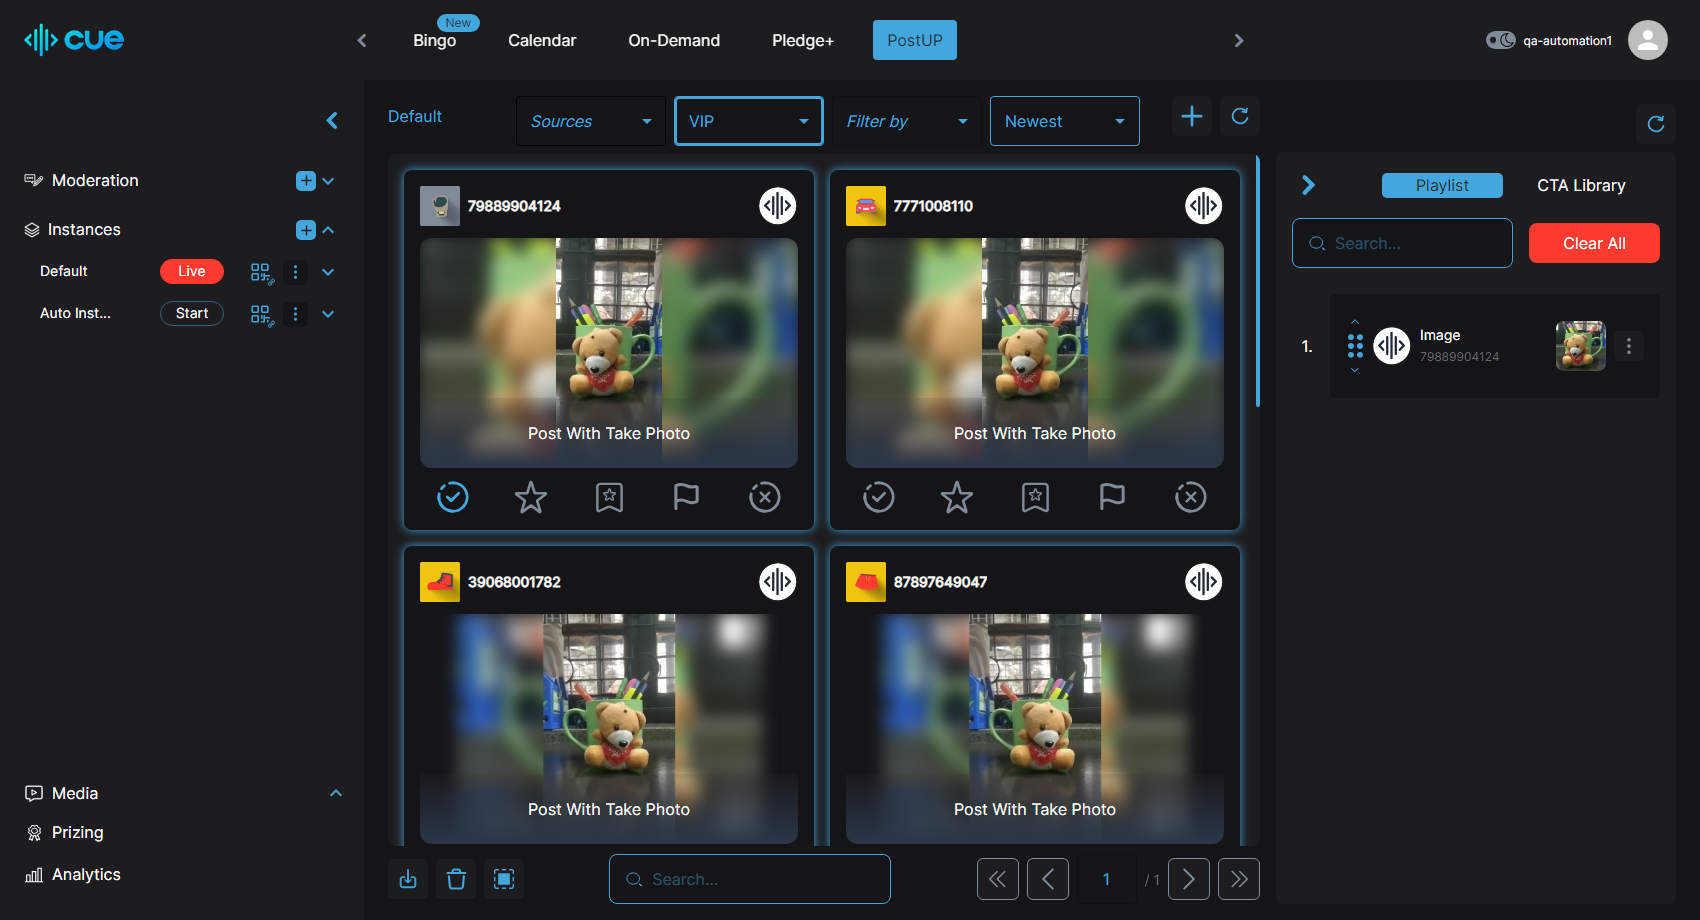 cue
New
Bingo
Calendar
On-Demand
Pledge+
PostUP
qa-automation1
Moderation
Instances
Default
Live
Auto Inst...
Start
Media
Prizing
Analytics
Default
Sources
VIP
Filter by
Newest
79889904124
Post With Take Photo
7771008110
Post With Take Photo
39068001782
Post With Take Photo
87897649047
Post With Take Photo
Search...
1
/ 1
Playlist
CTA Library
Search...
Clear All
1.
Image
79889904124